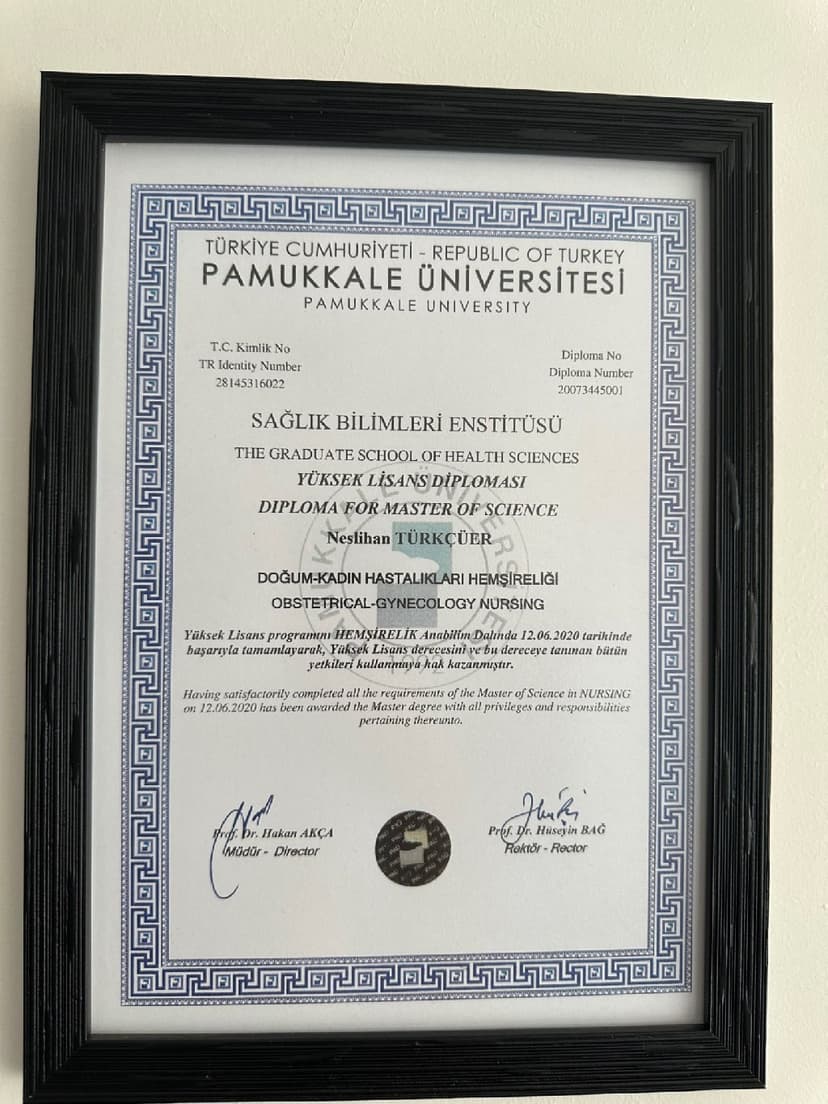 TÜRKİYE CUMHURİYETİ - REPUBLIC OF TURKEY
PAMUKKALE ÜNİVERSİTESİ
PAMUKKALE UNIVERSITY
T.C. Kimlik No
TR Identity Number
28145316022
Diploma No
Diploma Number
20073445001
SAĞLIK BİLİMLERİ ENSTİTÜSÜ
THE GRADUATE SCHOOL OF HEALTH SCIENCES
YÜKSEK LİSANS DİPLOMASI
DIPLOMA FOR MASTER OF SCIENCE
Neslihan TÜRKÇÜER
DOĞUM-KADIN HASTALIKLARI HEMŞİRELİĞİ
OBSTETRICAL-GYNECOLOGY NURSING
Yüksek Lisans programını HEMŞİRELİK Anabilim Dalında 12.06.2020 tarihinde
başarıyla tamamlayarak, Yüksek Lisans derecesini ve bu dereceye tanınan bütün
yetkileri kullanmaya hak kazanmıştır.
Having satisfactorily completed all the requirements of the Master of Science in NURSING
on 12.06.2020 has been awarded the Master degree with all privileges and responsibilities
pertaining thereunto.
PAMUKKALE ÜNİVERSİTESİ
1992
Prof. Dr. Hakan AKÇA
Müdür - Director
Prof. Dr. Hüseyin BAĞ
Rektör - Rector